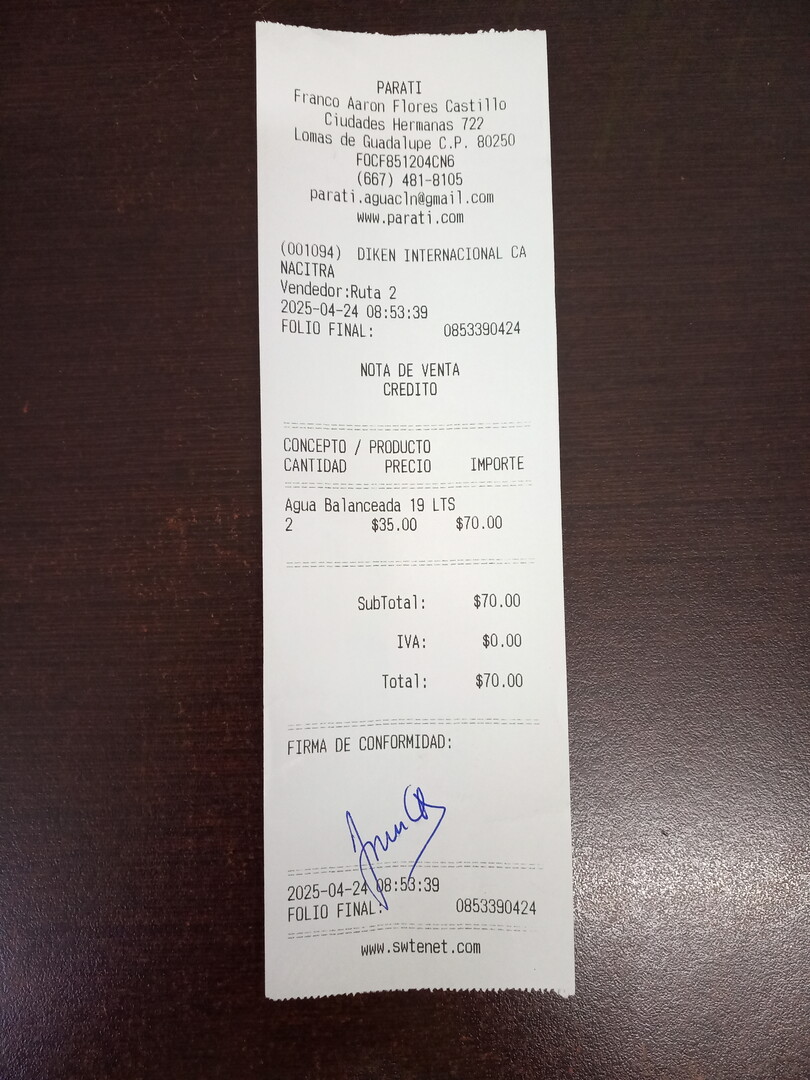 PARATI
Franco Aaron Flores Castillo
Ciudades Hermanas 722
Lomas de Guadalupe C.P. 80250
FOCF851204CN6
(667) 481-8105
parati.aguacln@gmail.com
www.parati.com
(001094) DIKEN INTERNACIONAL CA
NACITRA
Vendedor:Ruta 2
2025-04-24 08:53:39
FOLIO FINAL: 0853390424
NOTA DE VENTA
CREDITO
CONCEPTO / PRODUCTO
CANTIDAD PRECIO IMPORTE
Agua Balanceada 19 LTS
2 $35.00 $70.00
SubTotal: $70.00
IVA: $0.00
Total: $70.00
FIRMA DE CONFORMIDAD:
2025-04-24 08:53:39
FOLIO FINAL: 0853390424
www.swtenet.com